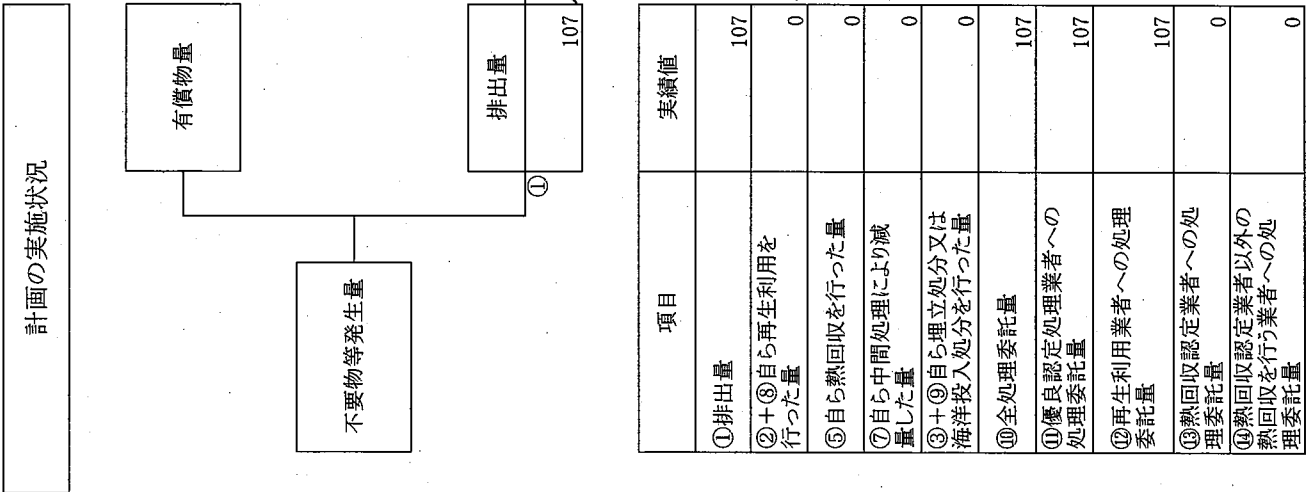 計画の実施状況
有償物量
不要物等発生量
排出量
①
107
項目 実績値
①排出量 107
②+⑧自ら再生利用を
行った量 0
⑤自ら熱回収を行った量 0
⑦自ら中間処理により減
量した量 0
③+⑨自ら埋立処分又は
海洋投入処分を行った量 0
⑩全処理委託量 107
⑪優良認定処理業者への
処理委託量 107
⑫再生利用業者への処理
委託量 107
⑬熱回収認定業者への処
理委託量 0
⑭熱回収認定業者以外の
熱回収を行う業者への処
理委託量 0